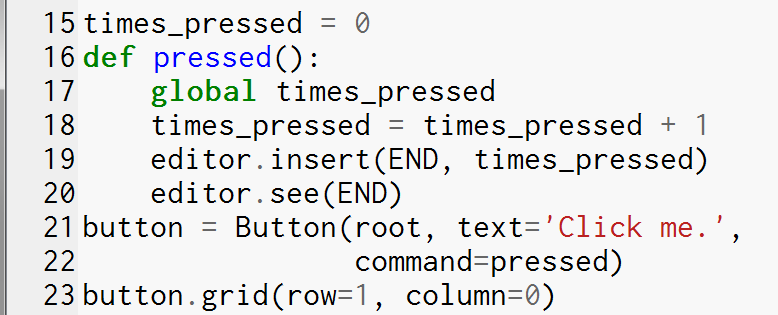 15 times_pressed = 0
16 def pressed():
17     global times_pressed
18     times_pressed = times_pressed + 1
19     editor.insert(END, times_pressed)
20     editor.see(END)
21 button = Button(root, text='Click me.',
22                 command=pressed)
23 button.grid(row=1, column=0)